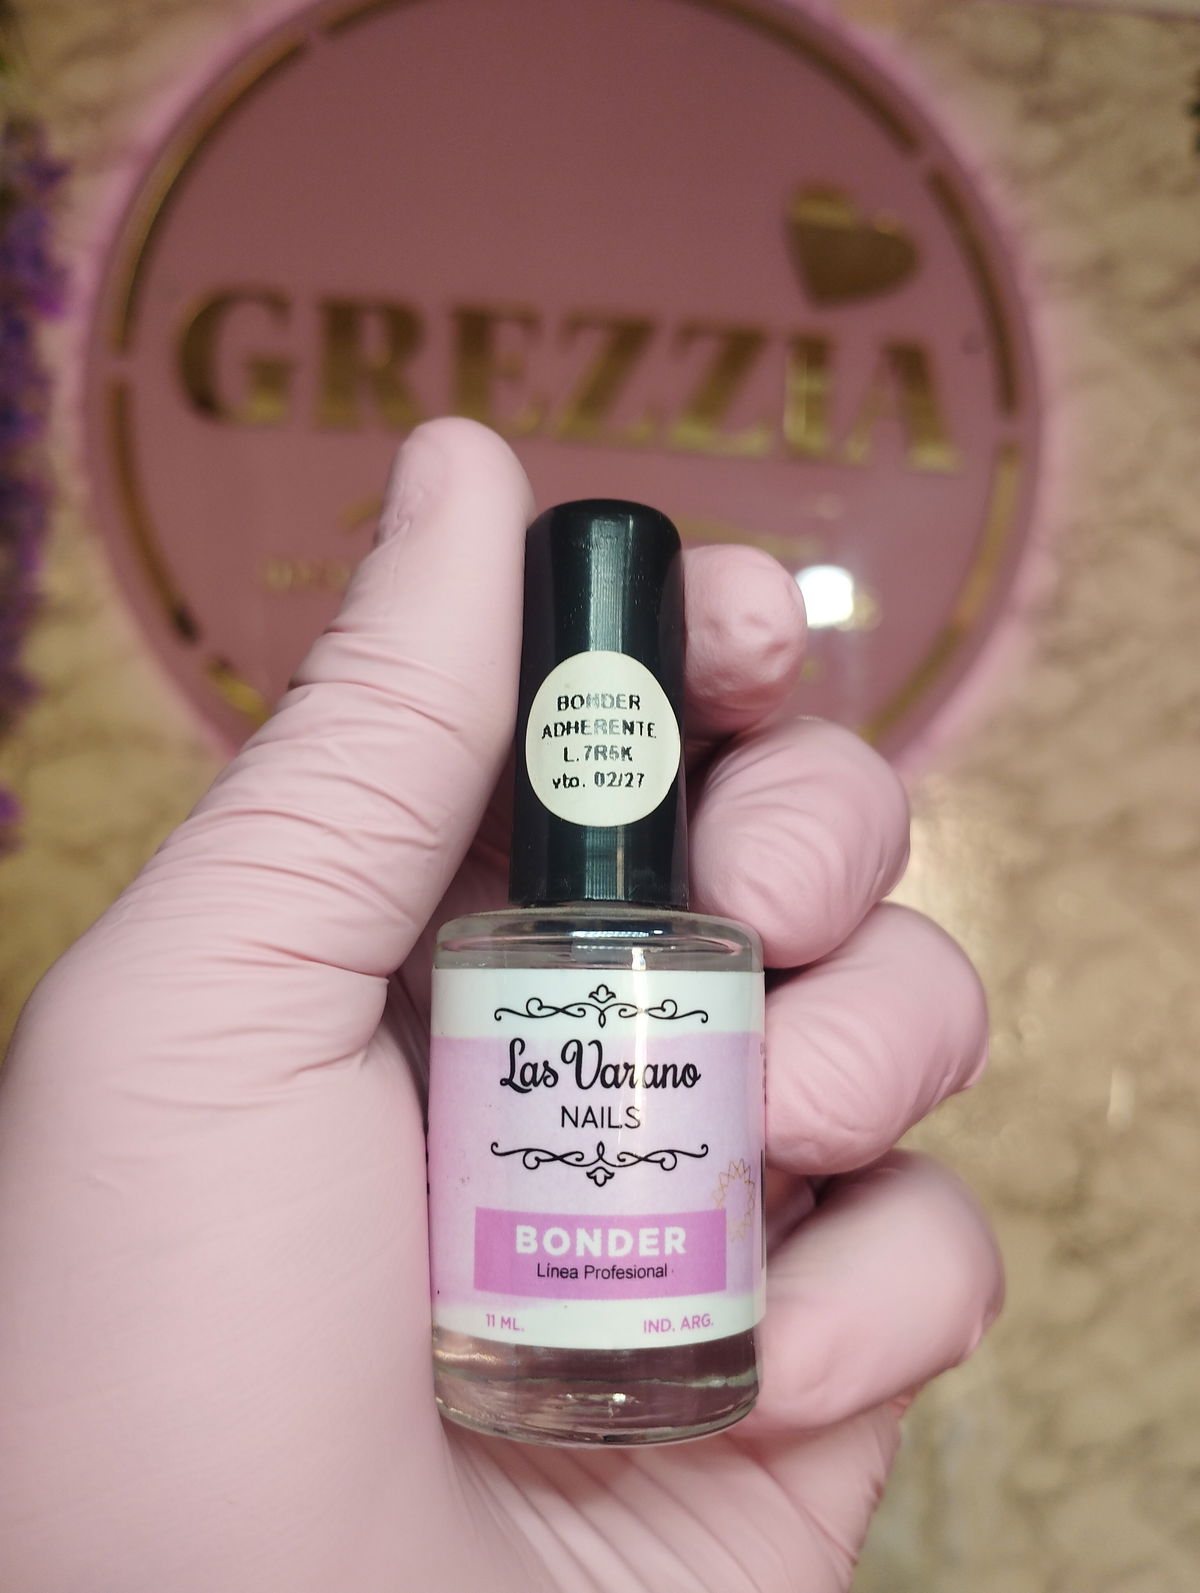 GREZZIA
BONDER
ADHERENTE
L.7R5K
vto. 02/27
Las Varano
NAILS
BONDER
Línea Profesional
11 ML.
IND. ARG.